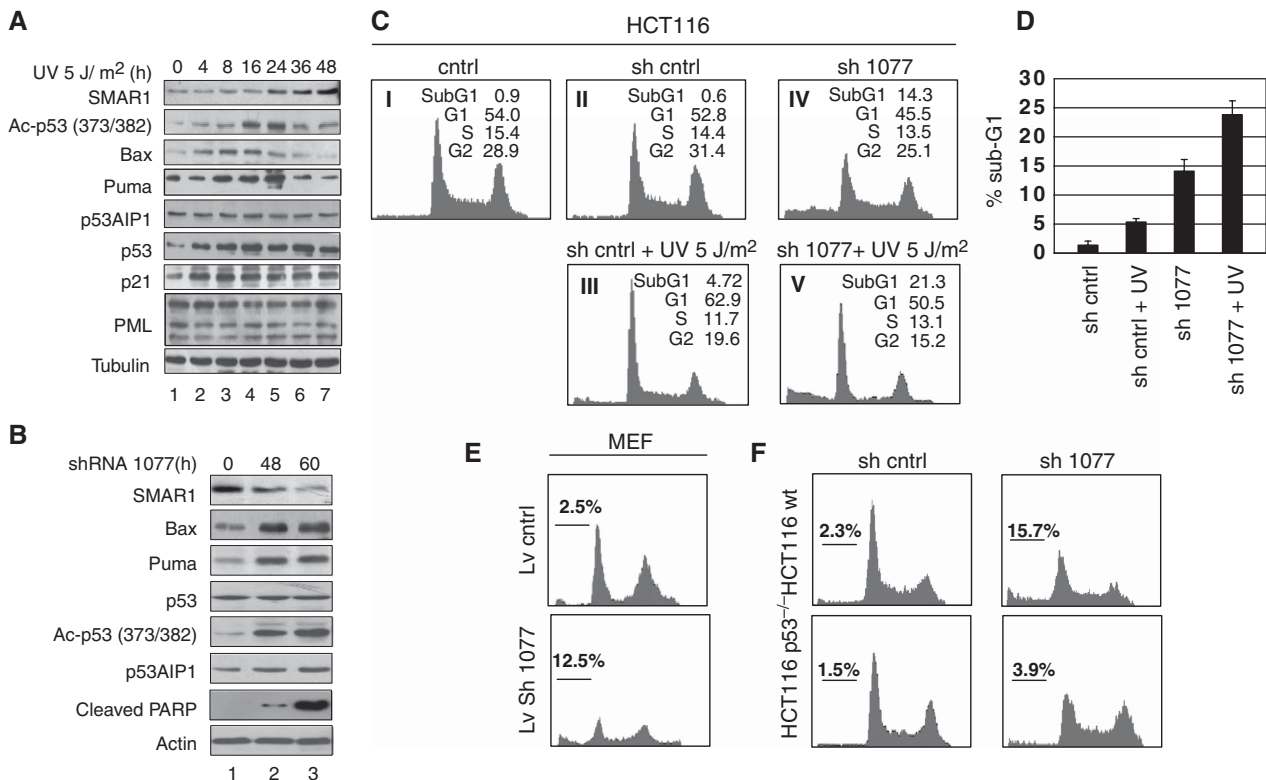 A
UV 5 J/ m2 (h) 0 4 8 16 24 36 48
SMAR1
Ac-p53 (373/382)
Bax
Puma
p53AIP1
p53
p21
PML
Tubulin
1 2 3 4 5 6 7
B
shRNA 1077(h) 0 48 60
SMAR1
Bax
Puma
p53
Ac-p53 (373/382)
p53AIP1
Cleaved PARP
Actin
1 2 3
C
HCT116
cntrl
I
SubG1 0.9
G1 54.0
S 15.4
G2 28.9
sh cntrl
II
SubG1 0.6
G1 52.8
S 14.4
G2 31.4
sh 1077
IV
SubG1 14.3
G1 45.5
S 13.5
G2 25.1
sh cntrl + UV 5 J/m2
III
SubG1 4.72
G1 62.9
S 11.7
G2 19.6
sh 1077+ UV 5 J/m2
V
SubG1 21.3
G1 50.5
S 13.1
G2 15.2
D
% sub-G1
30
25
20
15
10
5
0
sh cntrl
sh cntrl + UV
sh 1077
sh 1077 + UV
E
MEF
Lv cntrl
2.5%
Lv Sh 1077
12.5%
F
sh cntrl
sh 1077
HCT116 p53–/–HCT116 wt
2.3%
15.7%
1.5%
3.9%